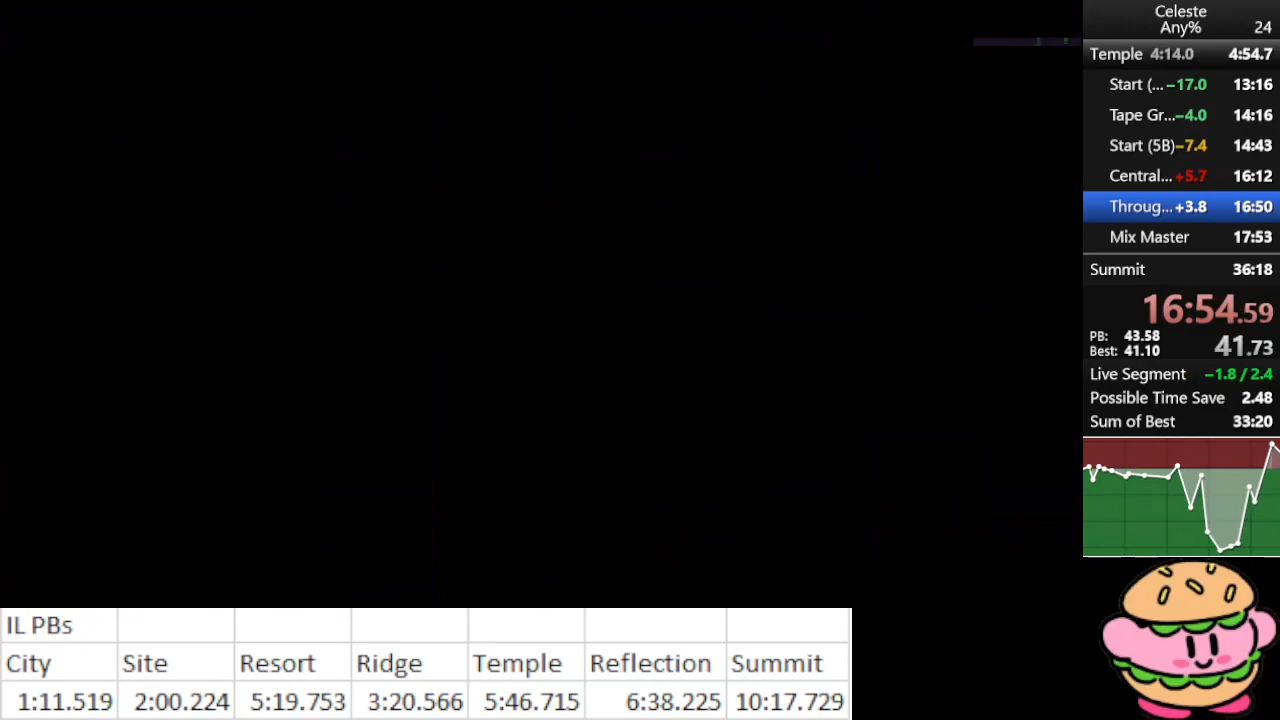 Celeste
Any% 24
Temple 4:14.0 4:54.7
Start (... −17.0 13:16
Tape Gr... −4.0 14:16
Start (5B) −7.4 14:43
Central... +5.7 16:12
Throug... +3.8 16:50
Mix Master 17:53
Summit 36:18
16:54.59
PB: 43.58
Best: 41.10
41.73
Live Segment −1.8 / 2.4
Possible Time Save 2.48
Sum of Best 33:20
IL PBs
City Site Resort Ridge Temple Reflection Summit
1:11.519 2:00.224 5:19.753 3:20.566 5:46.715 6:38.225 10:17.729